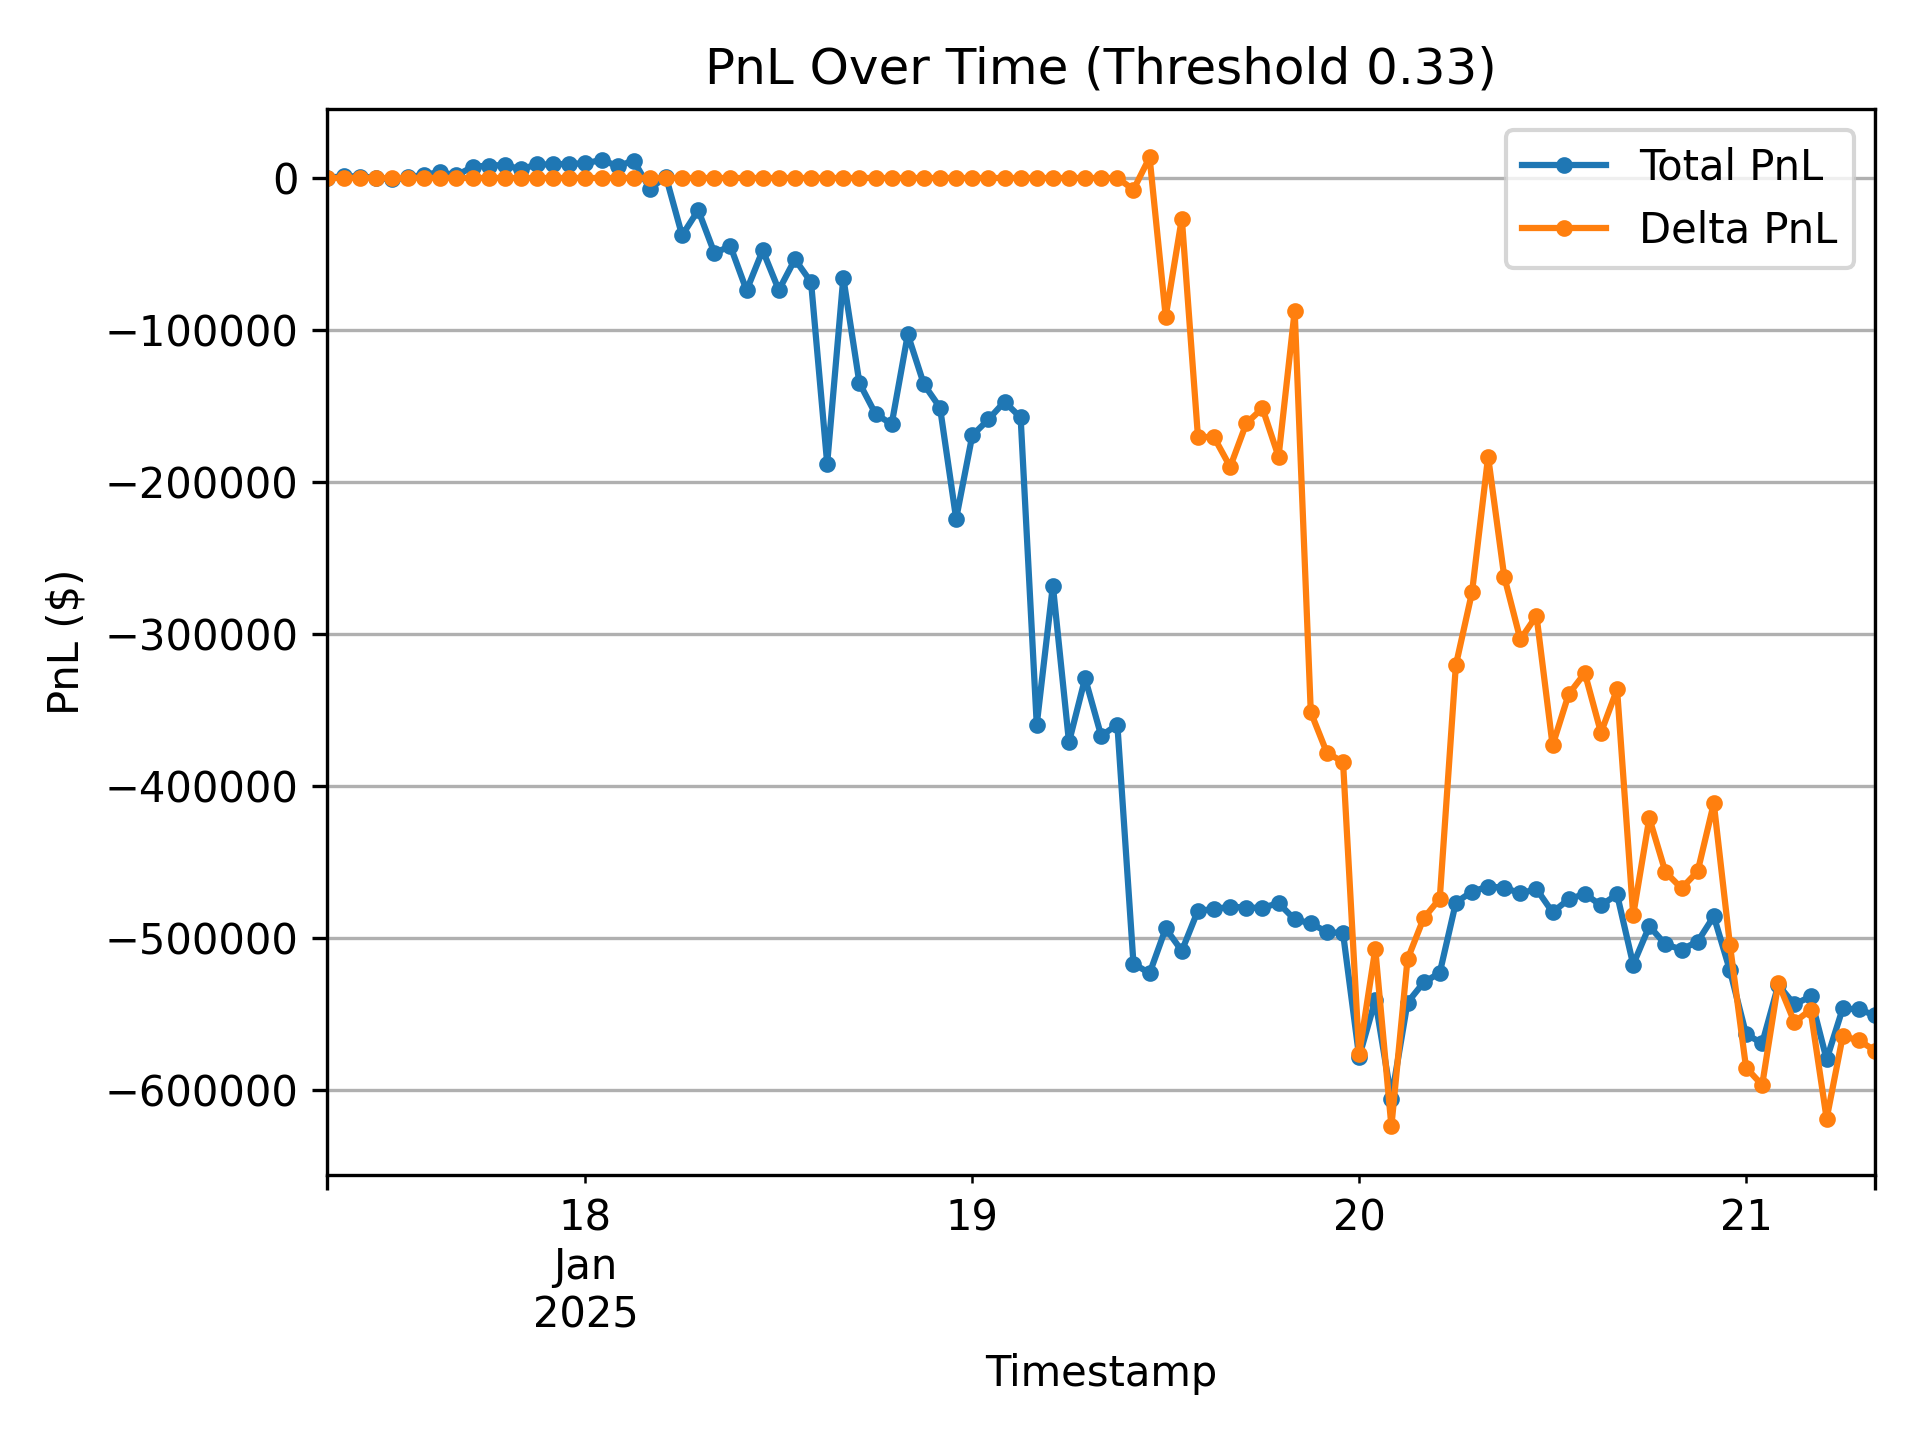 PnL Over Time (Threshold 0.33)
Total PnL
Delta PnL
0
−100000
−200000
−300000
−400000
−500000
−600000
PnL ($)
18
19
20
21
Jan
2025
Timestamp